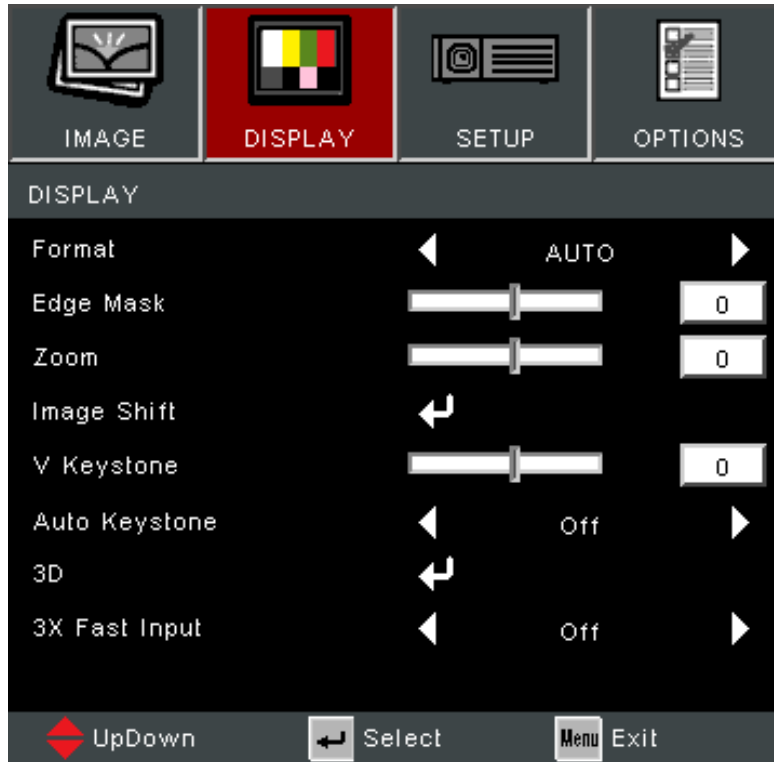 IMAGE DISPLAY SETUP OPTIONS
DISPLAY
Format AUTO
Edge Mask 0
Zoom 0
Image Shift
V Keystone 0
Auto Keystone Off
3D
3X Fast Input Off
UpDown Select Menu Exit